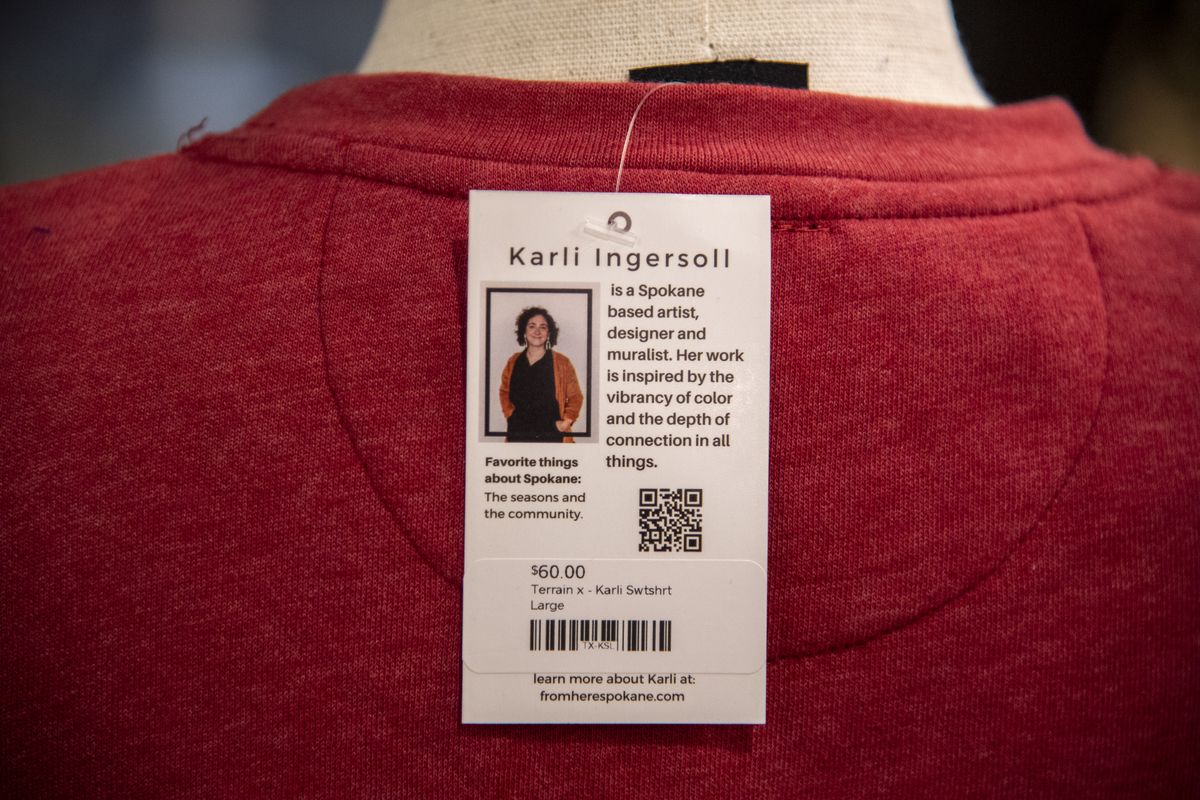 Karli Ingersoll
is a Spokane
based artist,
designer and
muralist. Her work
is inspired by the
vibrancy of color
and the depth of
connection in all
things.
Favorite things
about Spokane:
The seasons and
the community.
$60.00
Terrain x - Karli Swtshrt
Large
TX-KSL
learn more about Karli at:
fromherespokane.com